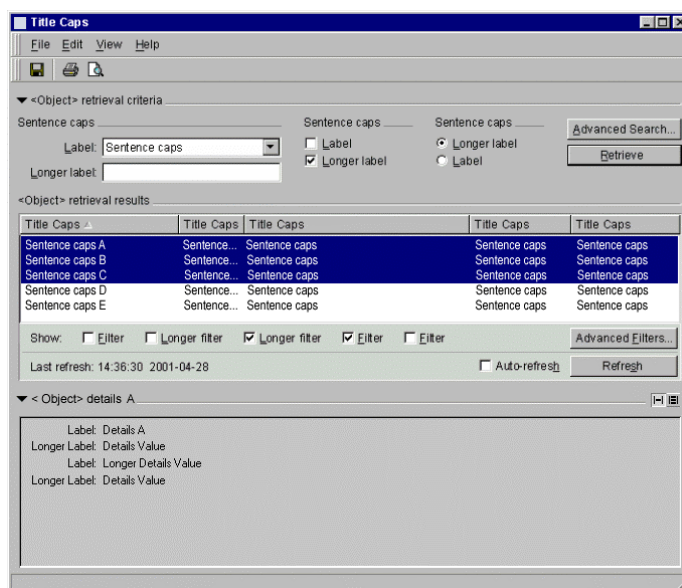 Title Caps
File Edit View Help
<Object> retrieval criteria
Sentence caps Sentence caps Sentence caps
Advanced Search...
Label: Sentence caps
Label
Longer label
Retrieve
Longer label:
Longer label
Label
<Object> retrieval results
Title Caps Title Caps Title Caps Title Caps Title Caps
Sentence caps A Sentence... Sentence caps Sentence caps Sentence caps
Sentence caps B Sentence... Sentence caps Sentence caps Sentence caps
Sentence caps C Sentence... Sentence caps Sentence caps Sentence caps
Sentence caps D Sentence... Sentence caps Sentence caps Sentence caps
Sentence caps E Sentence... Sentence caps Sentence caps Sentence caps
Show: Filter Longer filter Longer filter Filter Filter Advanced Filters...
Last refresh: 14:36:30 2001-04-28 Auto-refresh Refresh
< Object> details A
Label: Details A
Longer Label: Details Value
Label: Longer Details Value
Longer Label: Details Value